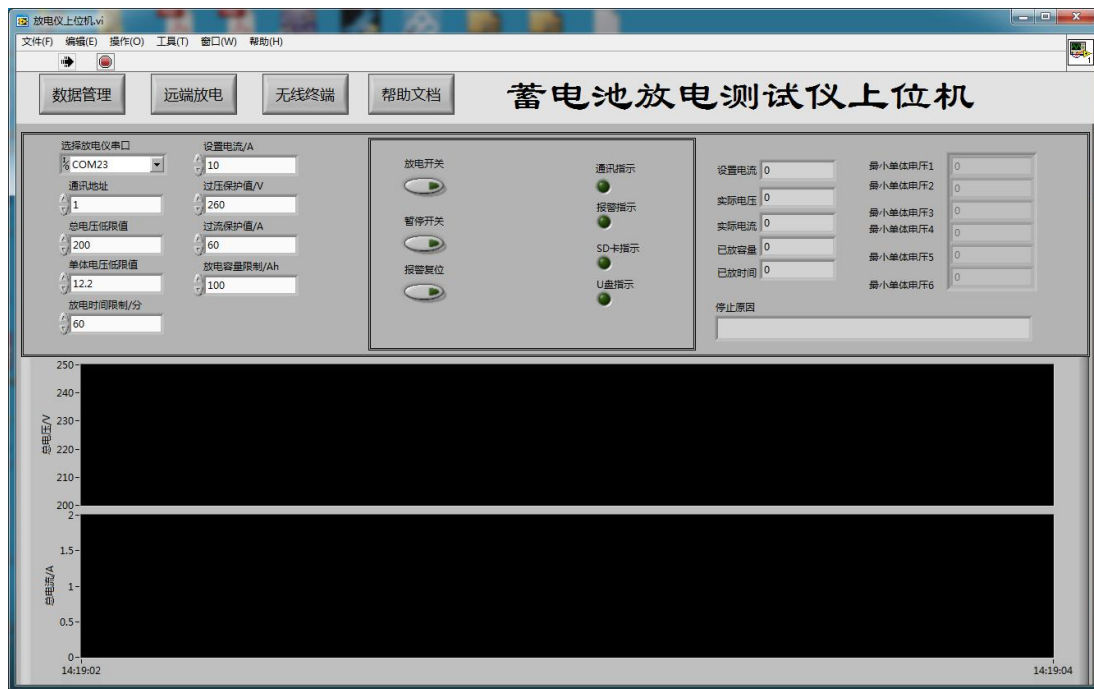 放电仪上位机.vi
文件(F) 编辑(E) 操作(O) 工具(T) 窗口(W) 帮助(H)
1
数据管理 远端放电 无线终端 帮助文档 蓄电池放电测试仪上位机
选择放电仪串口
COM23
通讯地址
1
总电压低限值
200
单体电压低限值
12.2
放电时间限制/分
60
设置电流/A
10
过压保护值/V
260
过流保护值/A
60
放电容量限制/Ah
100
放电开关
暂停开关
报警复位
通讯指示
报警指示
SD卡指示
U盘指示
设置电流 0
实际电压 0
实际电流 0
已放容量 0
已放时间 0
最小单体电压1 0
最小单体电压2 0
最小单体电压3 0
最小单体电压4 0
最小单体电压5 0
最小单体电压6 0
停止原因
总电压/V
250
240
230
220
210
200
总电流/A
2
1.5
1
0.5
0
14:19:02 14:19:04